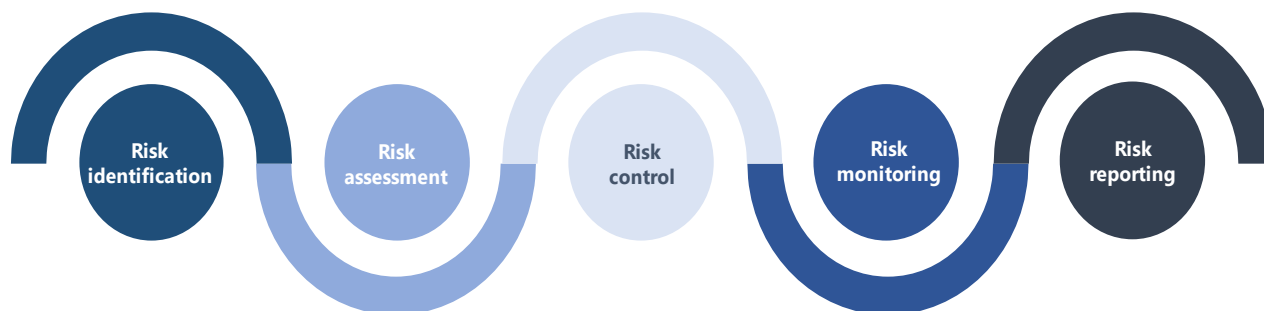 Risk
identification
Risk
assessment
Risk
control
Risk
monitoring
Risk
reporting